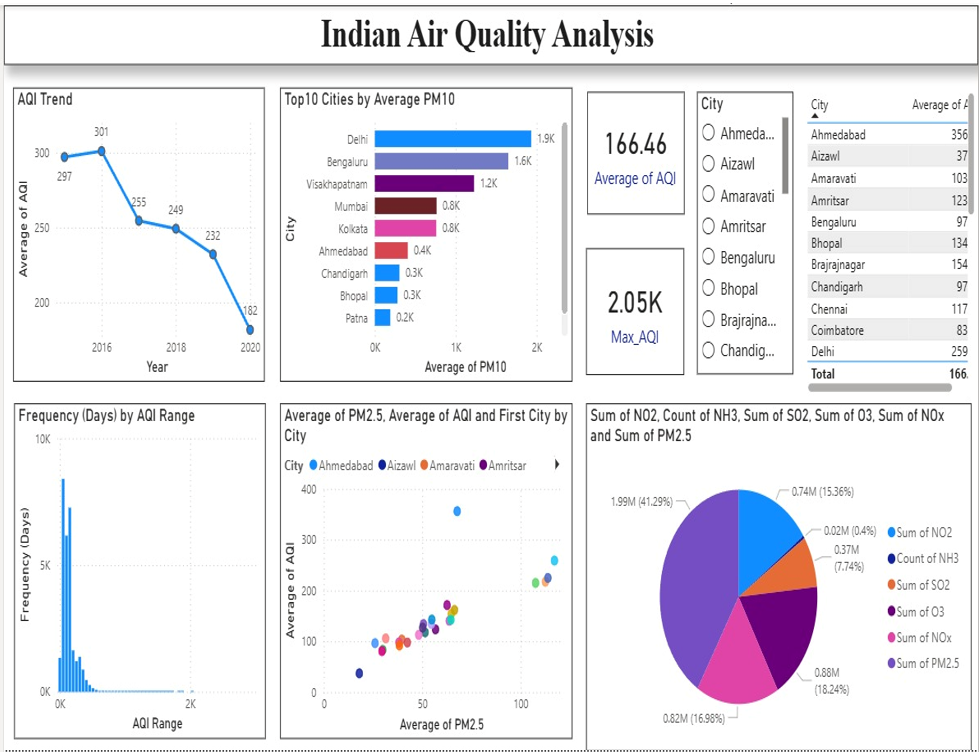 Indian Air Quality Analysis
AQI Trend
Average of AQI
300
250
200
297
301
255
249
232
182
2016
2018
2020
Year
Top10 Cities by Average PM10
City
Delhi
1.9K
Bengaluru
1.6K
Visakhapatnam
1.2K
Mumbai
0.8K
Kolkata
0.8K
Ahmedabad
0.4K
Chandigarh
0.3K
Bhopal
0.3K
Patna
0.2K
0K
1K
2K
Average of PM10
166.46
Average of AQI
2.05K
Max_AQI
City
Ahmeda...
Aizawl
Amaravati
Amritsar
Bengaluru
Bhopal
Brajrajna...
Chandig...
City Average of A
Ahmedabad 356
Aizawl 37
Amaravati 103
Amritsar 123
Bengaluru 97
Bhopal 134
Brajrajnagar 154
Chandigarh 97
Chennai 117
Coimbatore 83
Delhi 259
Total 166.
Frequency (Days) by AQI Range
Frequency (Days)
10K
5K
0K
0K
2K
AQI Range
Average of PM2.5, Average of AQI and First City by
City
City Ahmedabad Aizawl Amaravati Amritsar
Average of AQI
400
300
200
100
0
0
50
100
Average of PM2.5
Sum of NO2, Count of NH3, Sum of SO2, Sum of O3, Sum of NOx
and Sum of PM2.5
1.99M (41.29%)
0.74M (15.36%)
0.02M (0.4%)
0.37M
(7.74%)
0.88M
(18.24%)
0.82M (16.98%)
Sum of NO2
Count of NH3
Sum of SO2
Sum of O3
Sum of NOx
Sum of PM2.5